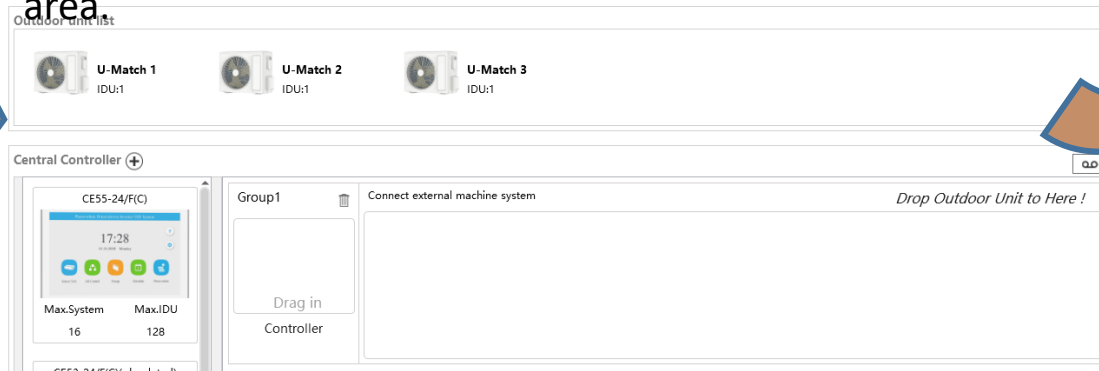 area.
Outdoor unit list
U-Match 1
IDU:1
U-Match 2
IDU:1
U-Match 3
IDU:1
Central Controller
CE55-24/F(C)
17:28
Max.System Max.IDU
16 128
Group1
Drag in
Controller
Connect external machine system
Drop Outdoor Unit to Here !